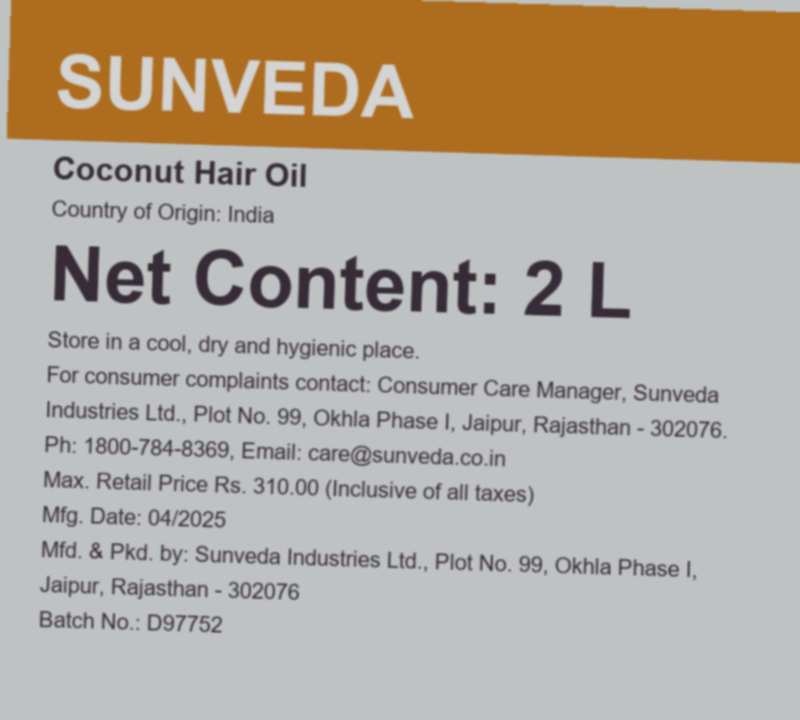 SUNVEDA
Coconut Hair Oil
Country of Origin: India
Net Content: 2 L
Store in a cool, dry and hygienic place.
For consumer complaints contact: Consumer Care Manager, Sunveda
Industries Ltd., Plot No. 99, Okhla Phase I, Jaipur, Rajasthan - 302076.
Ph: 1800-784-8369, Email: care@sunveda.co.in
Max. Retail Price Rs. 310.00 (Inclusive of all taxes)
Mfg. Date: 04/2025
Mfd. & Pkd. by: Sunveda Industries Ltd., Plot No. 99, Okhla Phase I,
Jaipur, Rajasthan - 302076
Batch No.: D97752